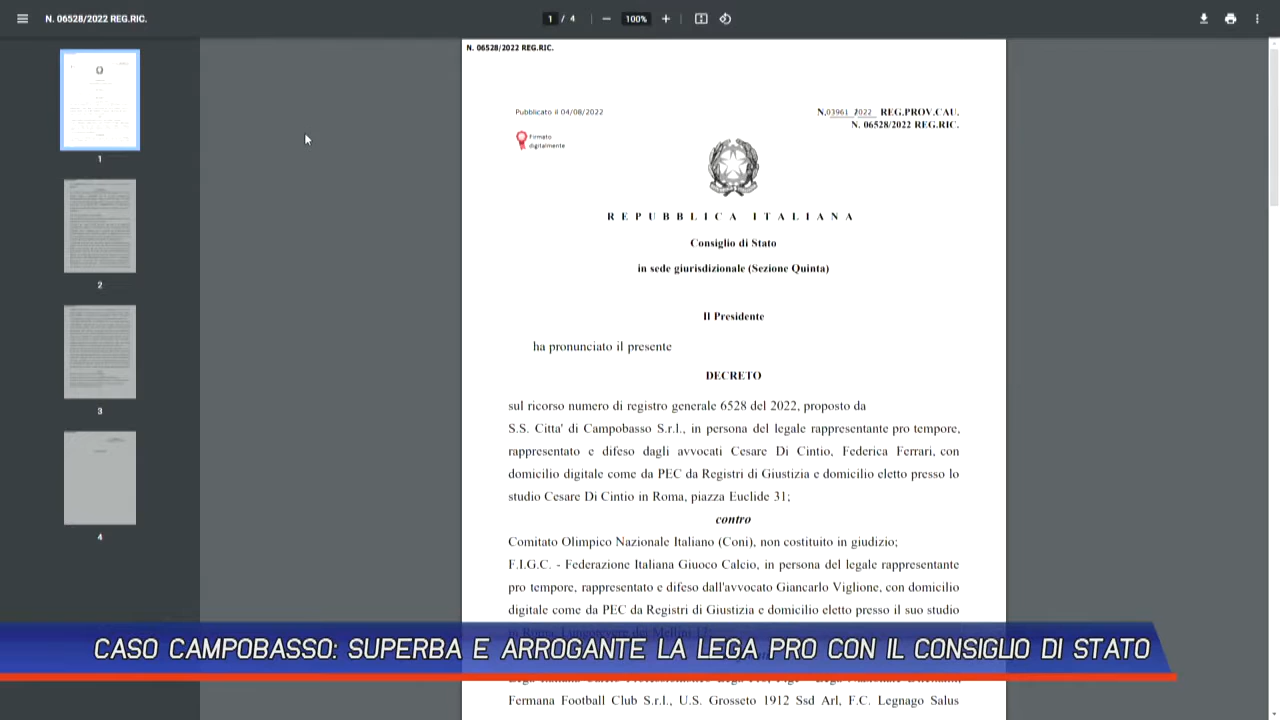 N. 06528/2022 REG.RIC.
1 / 4
100%
1
2
3
4
N. 06528/2022 REG.RIC.
Pubblicato il 04/08/2022
N. 03961 2022 REG.PROV.CAU.
N. 06528/2022 REG.RIC.
Firmato
digitalmente
REPUBBLICA ITALIANA
Consiglio di Stato
in sede giurisdizionale (Sezione Quinta)
Il Presidente
ha pronunciato il presente
DECRETO
sul ricorso numero di registro generale 6528 del 2022, proposto da
S.S. Citta' di Campobasso S.r.l., in persona del legale rappresentante pro tempore,
rappresentato e difeso dagli avvocati Cesare Di Cintio, Federica Ferrari, con
domicilio digitale come da PEC da Registri di Giustizia e domicilio eletto presso lo
studio Cesare Di Cintio in Roma, piazza Euclide 31;
contro
Comitato Olimpico Nazionale Italiano (Coni), non costituito in giudizio;
F.I.G.C. - Federazione Italiana Giuoco Calcio, in persona del legale rappresentante
pro tempore, rappresentato e difeso dall'avvocato Giancarlo Viglione, con domicilio
digitale come da PEC da Registri di Giustizia e domicilio eletto presso il suo studio
CASO CAMPOBASSO: SUPERBA E ARROGANTE LA LEGA PRO CON IL CONSIGLIO DI STATO
Fermana Football Club S.r.l., U.S. Grosseto 1912 Ssd Arl, F.C. Legnago Salus